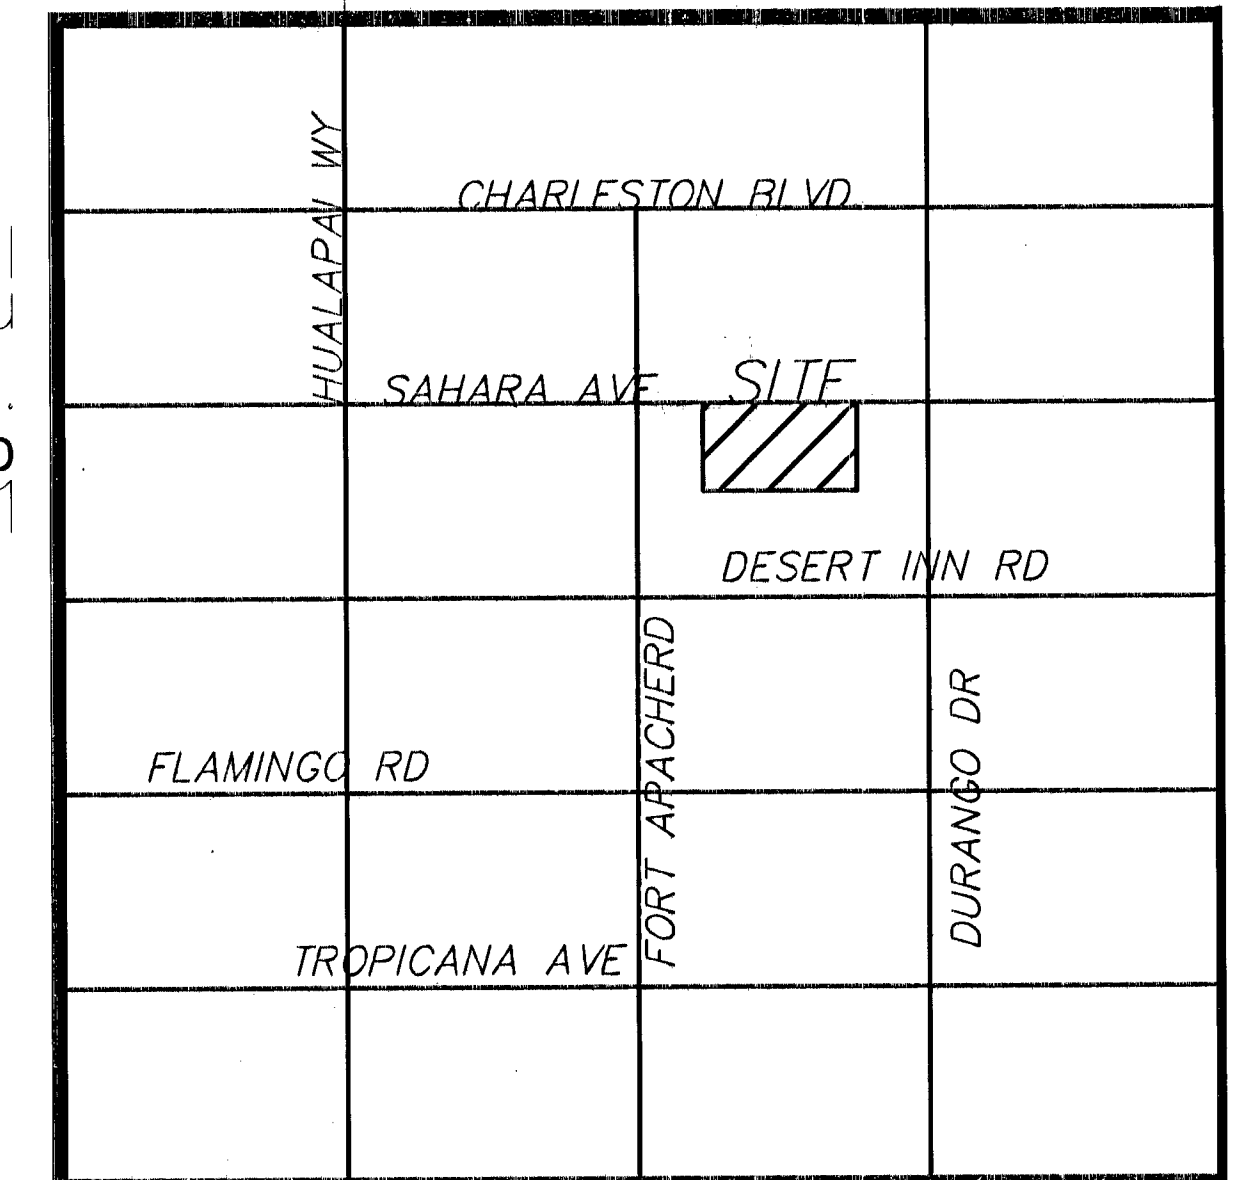 HUALAPAI WY
CHARLESTON BLVD
SAHARA AVE
SITE
DESERT INN RD
FORT APACHERD
DURANGO DR
FLAMINGO RD
TROPICANA AVE